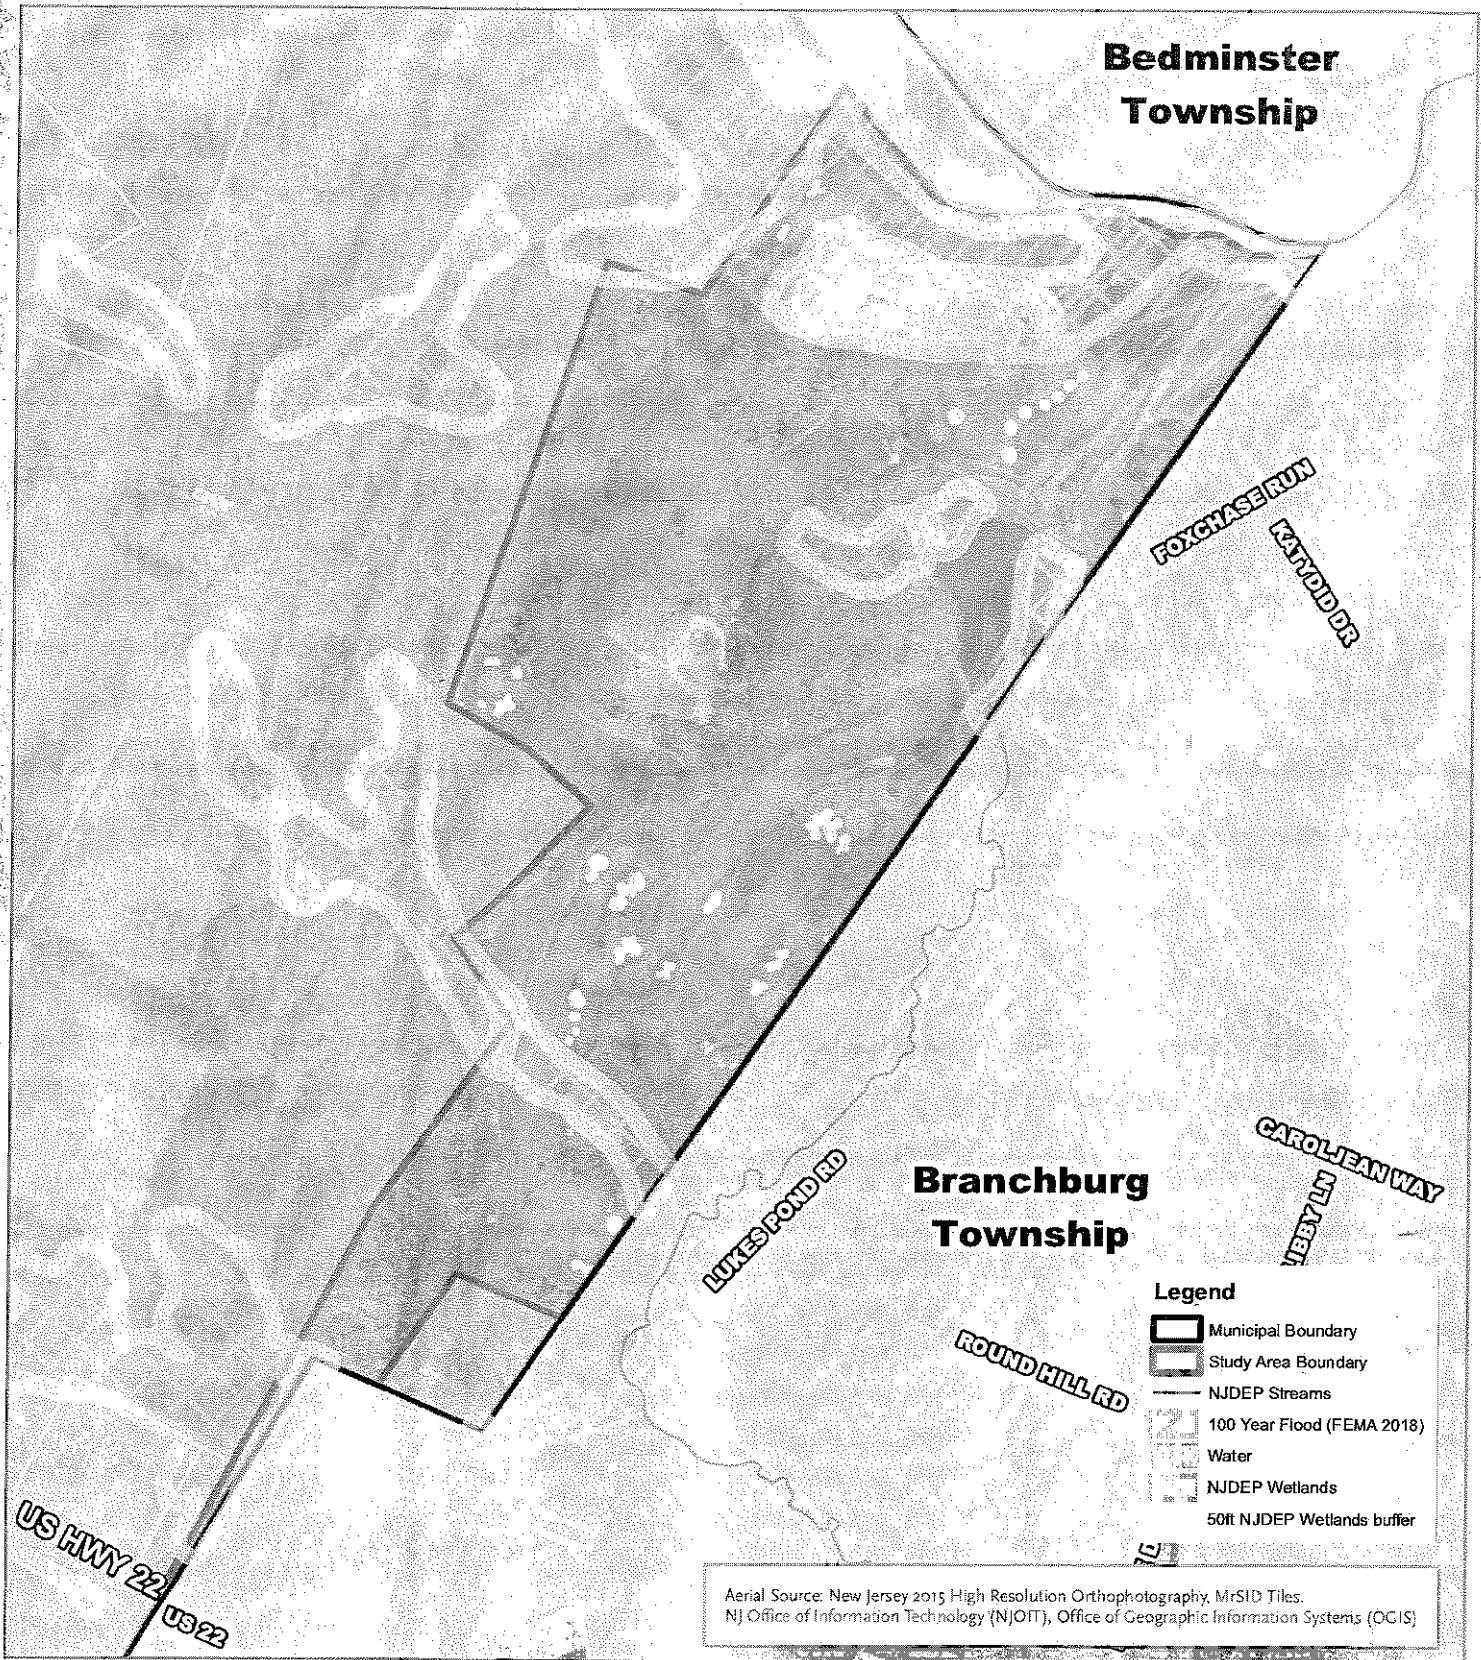 Bedminster
Township
FOXCHASE RUN
KATYDID DR
CAROLJEAN WAY
LIBBY LN
LUKES POND RD
Branchburg
Township
ROUND HILL RD
Legend
Municipal Boundary
Study Area Boundary
NJDEP Streams
100 Year Flood (FEMA 2018)
Water
NJDEP Wetlands
50ft NJDEP Wetlands buffer
US HWY 22
US 22
Aerial Source: New Jersey 2015 High Resolution Orthophotography, MrSID Tiles.
NJ Office of Information Technology (NJOIT), Office of Geographic Information Systems (OGIS)